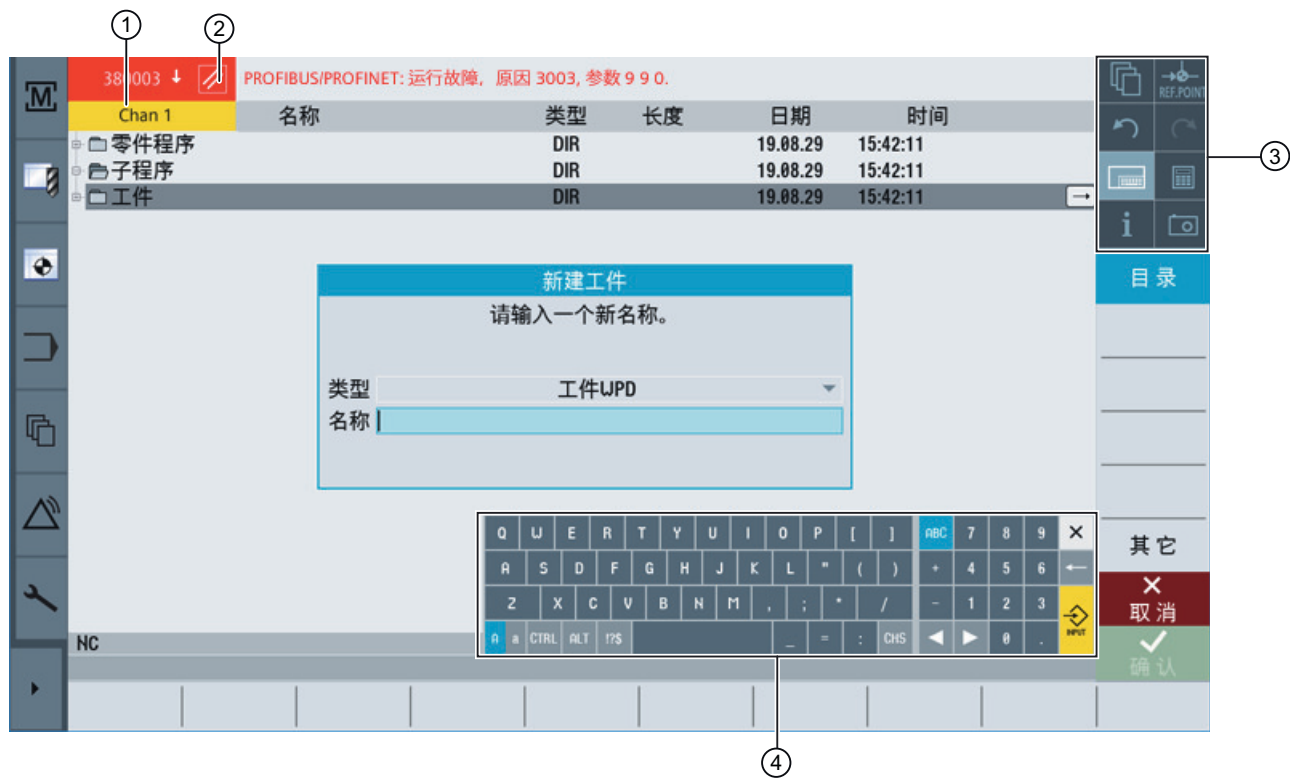 ① ②
380003 ↓ PROFIBUS/PROFINET: 运行故障, 原因 3003, 参数 9 9 0.
M
REF.POINT
Chan 1 名称 类型 长度 日期 时间
零件程序 DIR 19.08.29 15:42:11
③
子程序 DIR 19.08.29 15:42:11
工件 DIR 19.08.29 15:42:11 →
i
目录
新建工件
请输入一个新名称。
类型 工件WPD
名称
Q W E R T Y U I O P [ ] ABC 7 8 9 ×
其它
A S D F G H J K L " ( ) + 4 5 6 ←
Z X C V B N M , ; * / - 1 2 3
INPUT
取消
A a CTRL ALT !?$ _ = : CHS ◀ ▶ 0 .
NC
确认
④